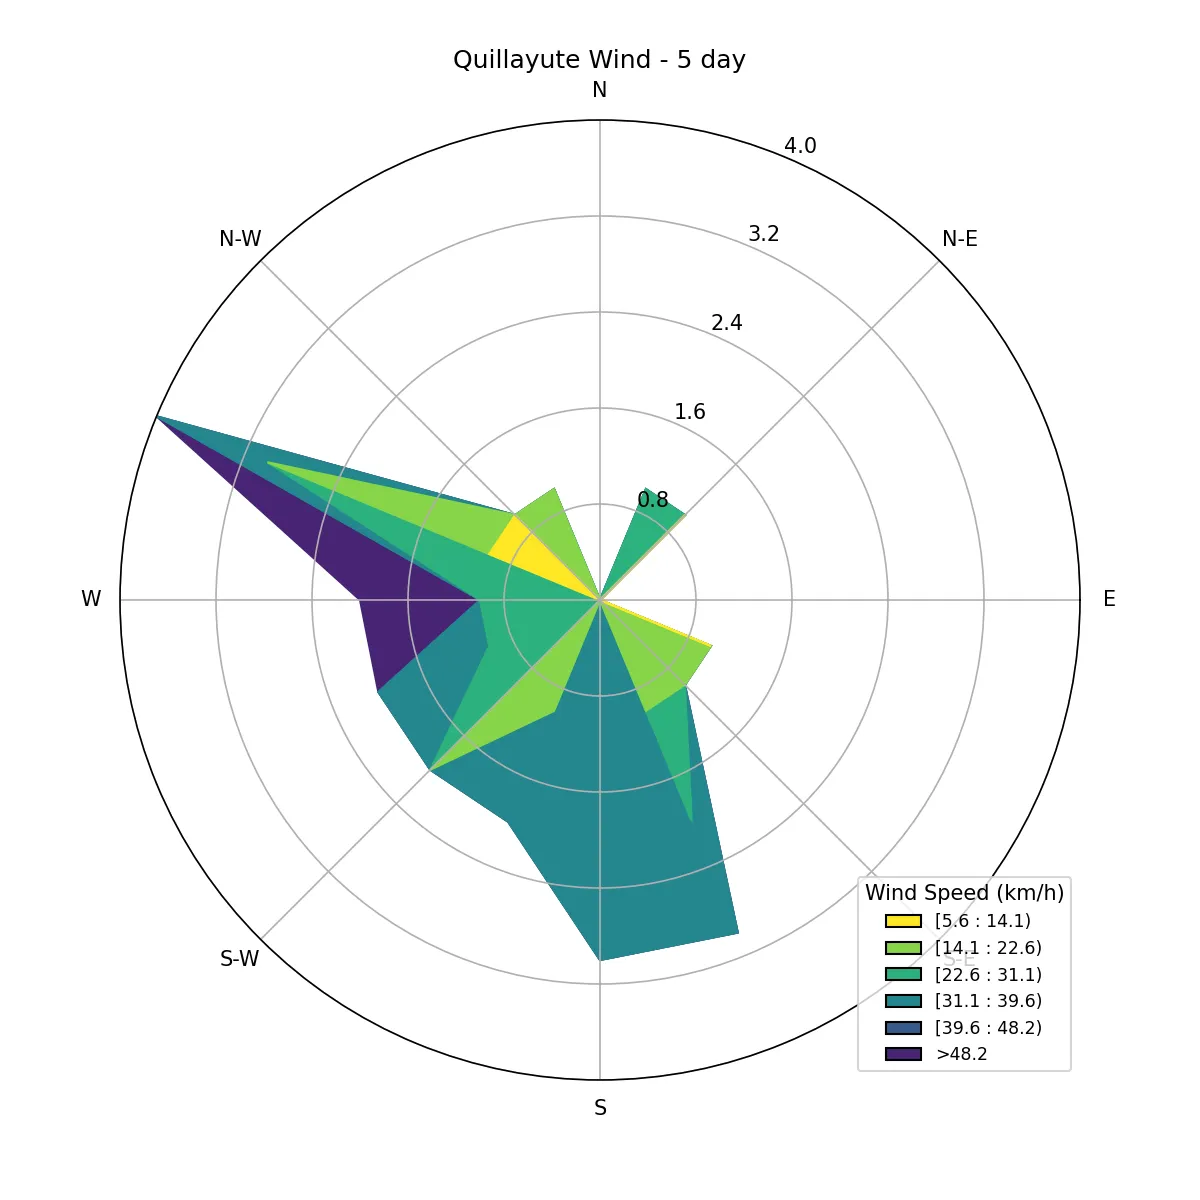 Quillayute Wind - 5 day
N
4.0
N-W
3.2
N-E
2.4
1.6
0.8
W
E
Wind Speed (km/h)
[5.6 : 14.1)
[14.1 : 22.6)
S-W
S-E
[22.6 : 31.1)
[31.1 : 39.6)
[39.6 : 48.2)
>48.2
S